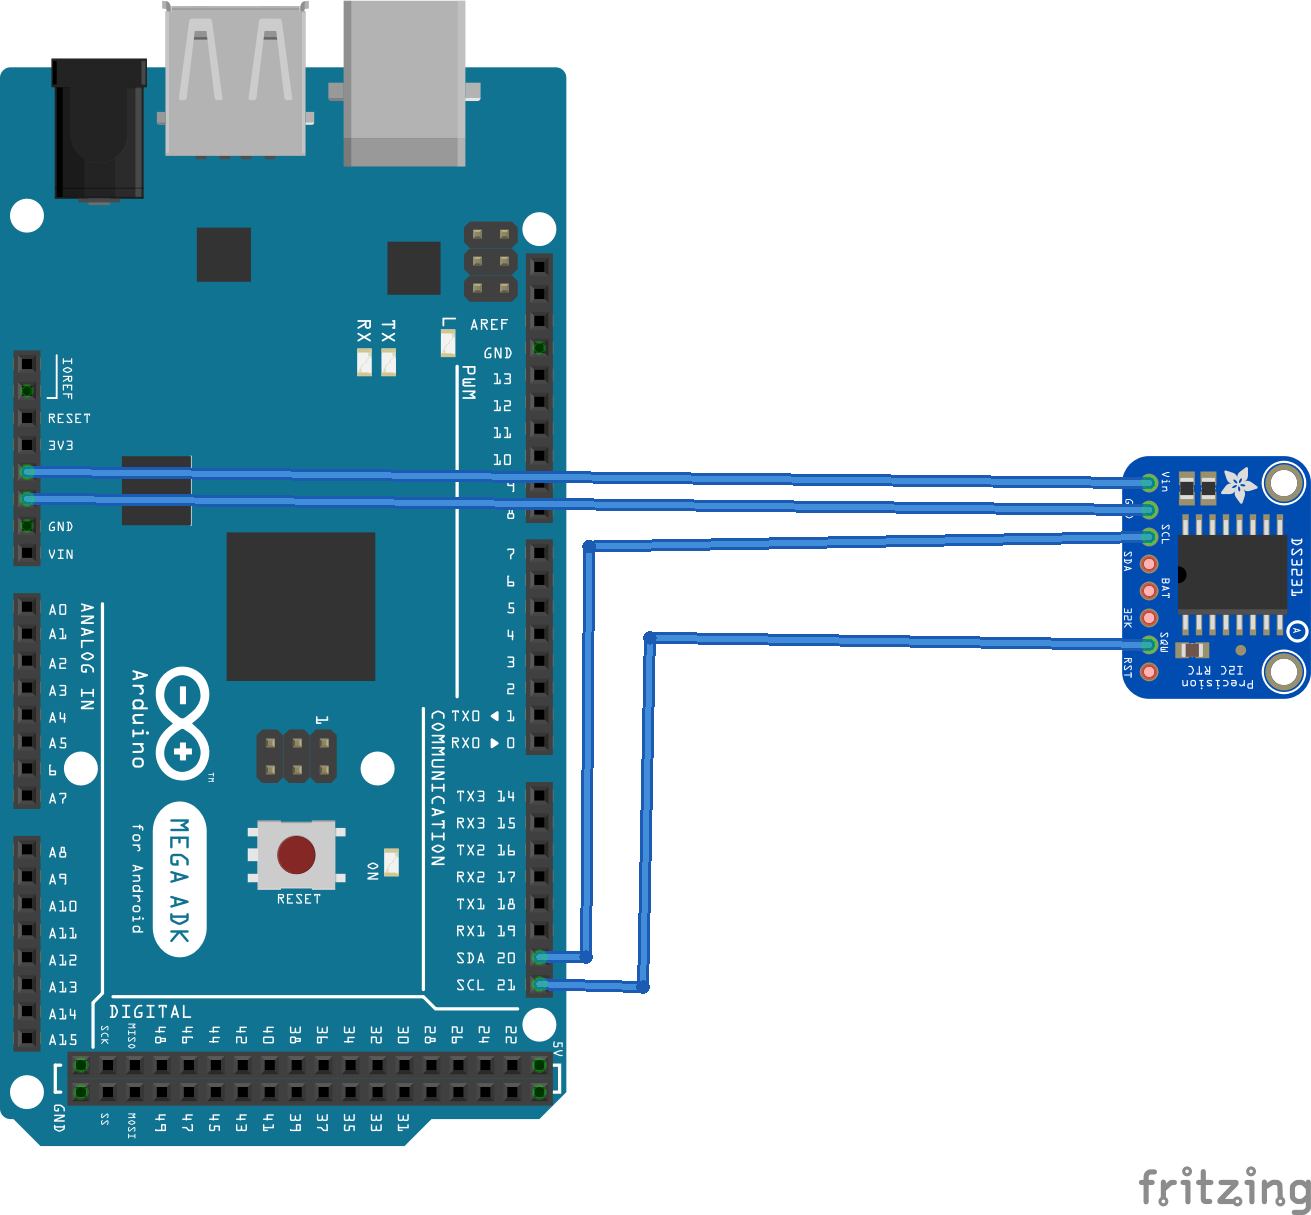 RX
TX
L
AREF
GND
13
12
11
10
9
8
PWM
IOREF
RESET
3V3
GND
VIN
7
6
5
4
3
2
TX0 ◀ 1
RX0 ▶ 0
A0
A1
A2
A3
A4
A5
6
A7
ANALOG IN
Arduino
TM
1
COMMUNICATION
TX3 14
RX3 15
TX2 16
RX2 17
TX1 18
RX1 19
SDA 20
SCL 21
A8
A9
A10
A11
A12
A13
A14
A15
MEGA ADK
for Android
RESET
ON
DIGITAL
SCK
MISO
48
46
44
42
40
38
36
34
32
30
28
26
24
22
5V
GND
SS
MOSI
49
47
45
43
41
39
37
35
33
31
Vin
SCL
SDA
BAT
32K
SQW
RST
DS3231
A
Precision
I2C RTC
fritzing